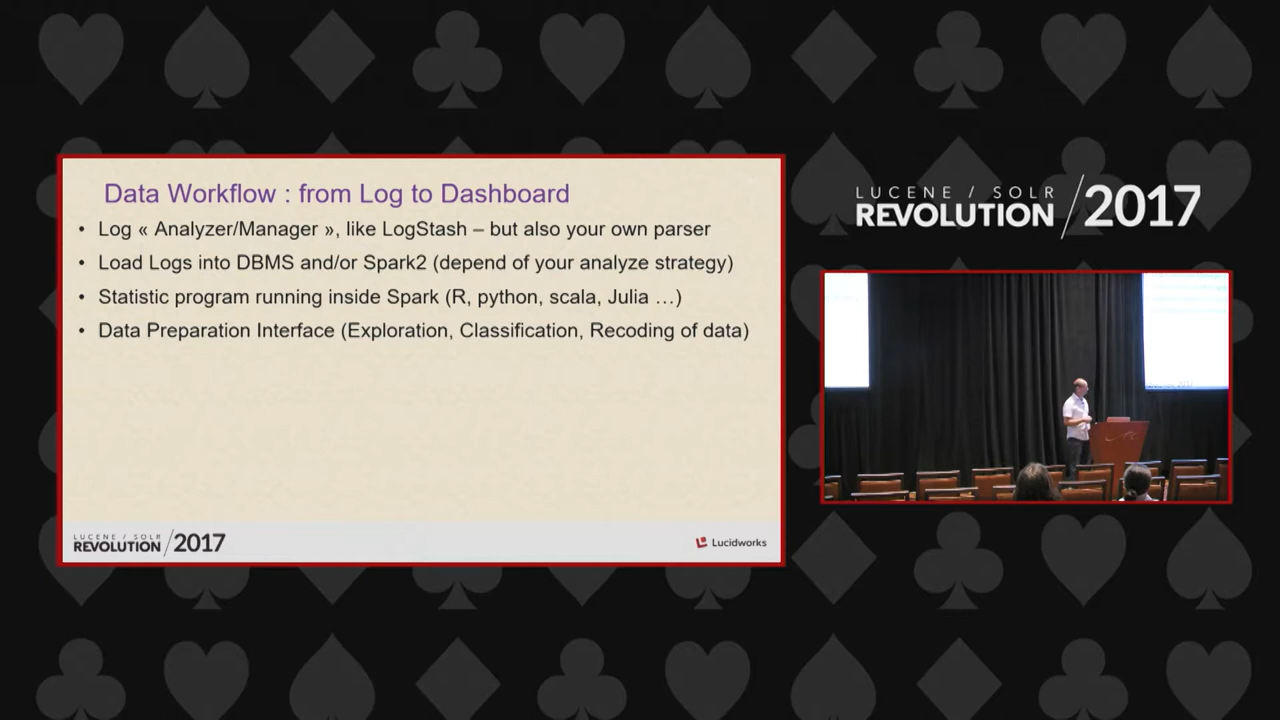 Data Workflow : from Log to Dashboard
• Log « Analyzer/Manager », like LogStash – but also your own parser
• Load Logs into DBMS and/or Spark2 (depend of your analyze strategy)
• Statistic program running inside Spark (R, python, scala, Julia …)
• Data Preparation Interface (Exploration, Classification, Recoding of data)
LUCENE / SOLR
REVOLUTION /2017
Lucidworks
LUCENE / SOLR
REVOLUTION /2017